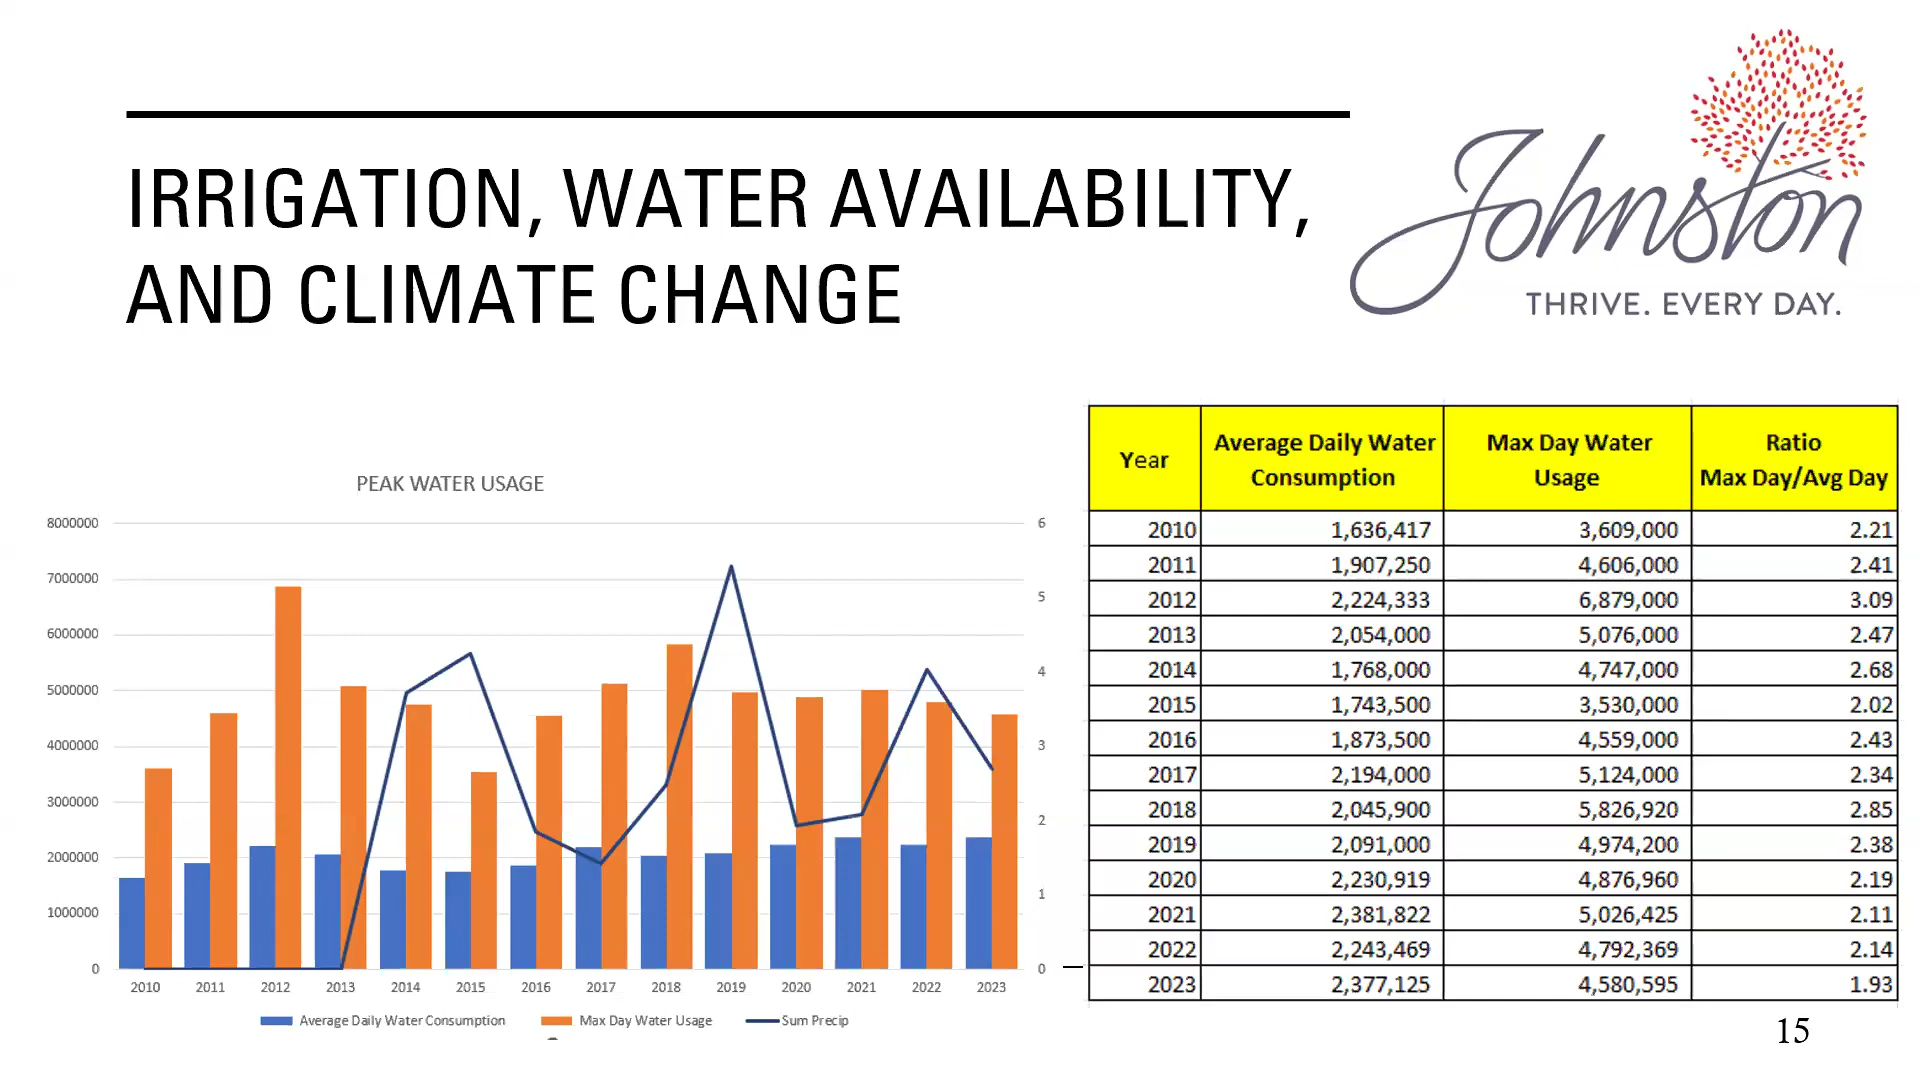 IRRIGATION, WATER AVAILABILITY,
AND CLIMATE CHANGE
Johnston
THRIVE. EVERY DAY.
PEAK WATER USAGE
8000000
7000000
6000000
5000000
4000000
3000000
2000000
1000000
0
6
5
4
3
2
1
0
2010 2011 2012 2013 2014 2015 2016 2017 2018 2019 2020 2021 2022 2023
Average Daily Water Consumption Max Day Water Usage Sum Precip
Year Average Daily Water Consumption Max Day Water Usage Ratio Max Day/Avg Day
2010 1,636,417 3,609,000 2.21
2011 1,907,250 4,606,000 2.41
2012 2,224,333 6,879,000 3.09
2013 2,054,000 5,076,000 2.47
2014 1,768,000 4,747,000 2.68
2015 1,743,500 3,530,000 2.02
2016 1,873,500 4,559,000 2.43
2017 2,194,000 5,124,000 2.34
2018 2,045,900 5,826,920 2.85
2019 2,091,000 4,974,200 2.38
2020 2,230,919 4,876,960 2.19
2021 2,381,822 5,026,425 2.11
2022 2,243,469 4,792,369 2.14
2023 2,377,125 4,580,595 1.93
15